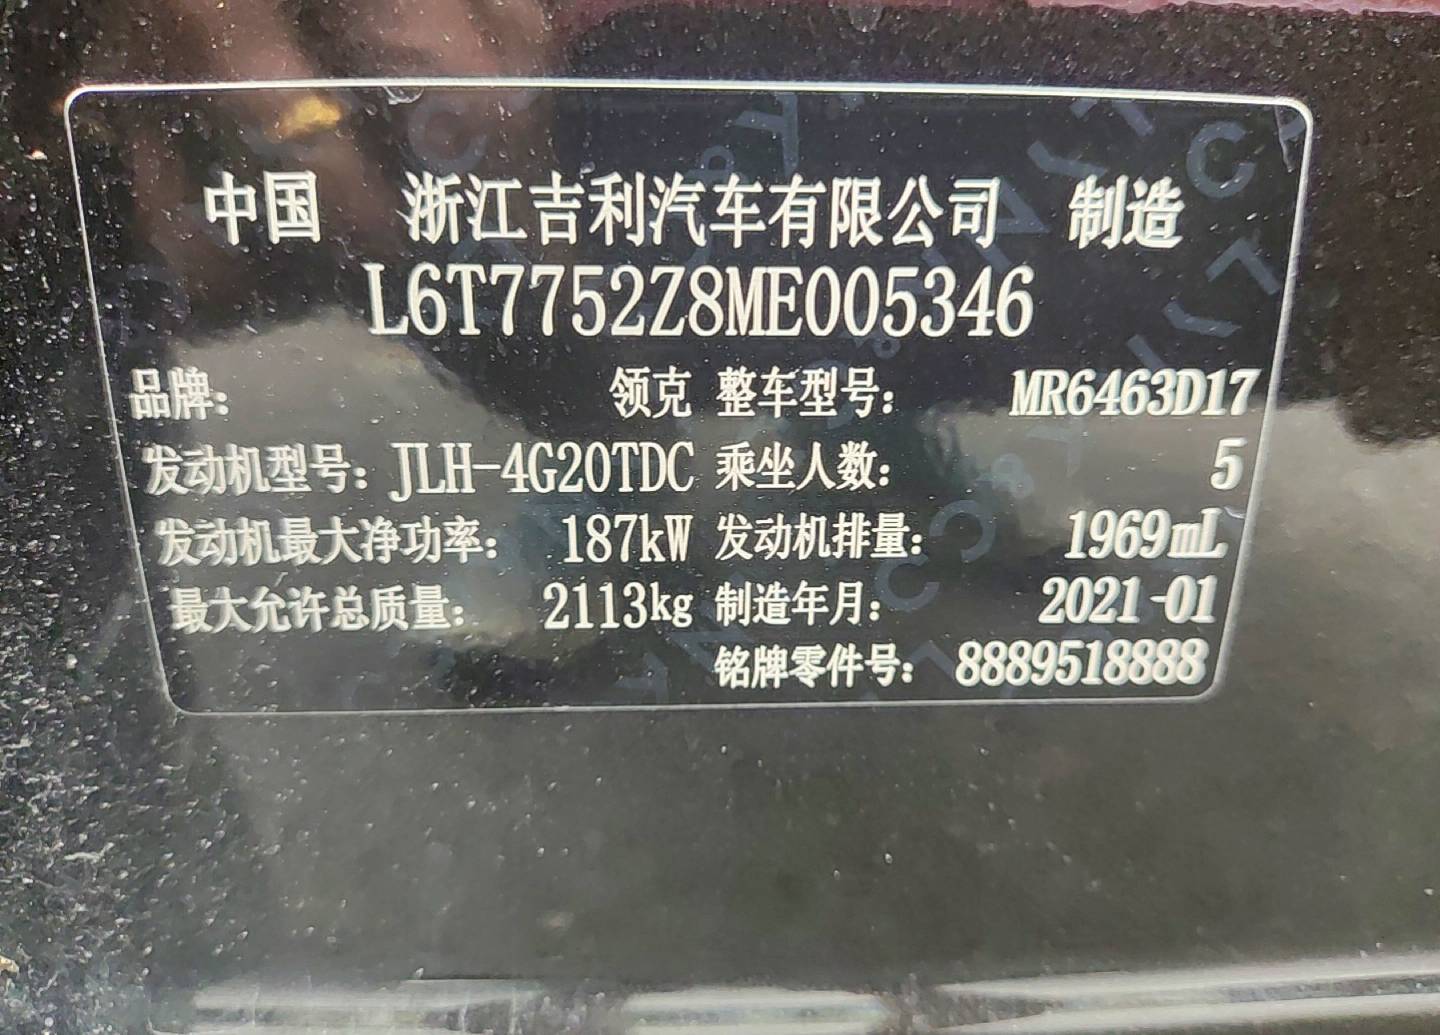 中国 浙江吉利汽车有限公司 制造
L6T7752Z8ME005346
品牌: 领克 整车型号: MR6463D17
发动机型号: JLH-4G20TDC 乘坐人数: 5
发动机最大净功率: 187kW 发动机排量: 1969mL
最大允许总质量: 2113kg 制造年月: 2021-01
铭牌零件号: 8889518888